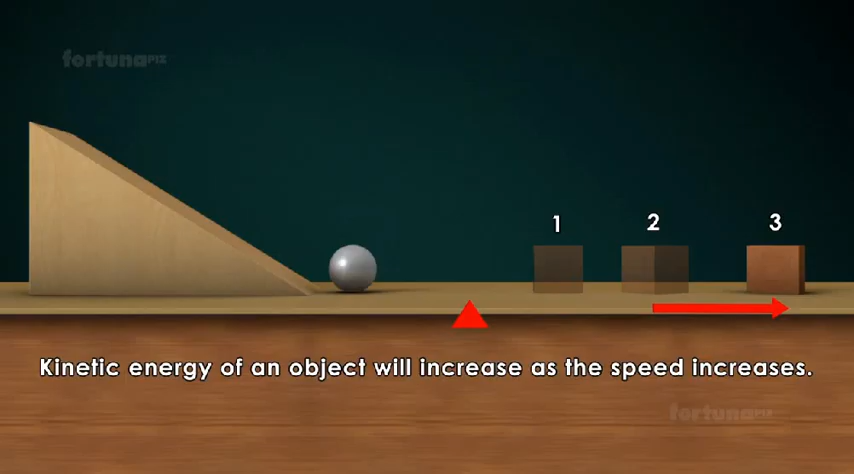 fortunaPIX
1 2 3
Kinetic energy of an object will increase as the speed increases.
fortunaPIX